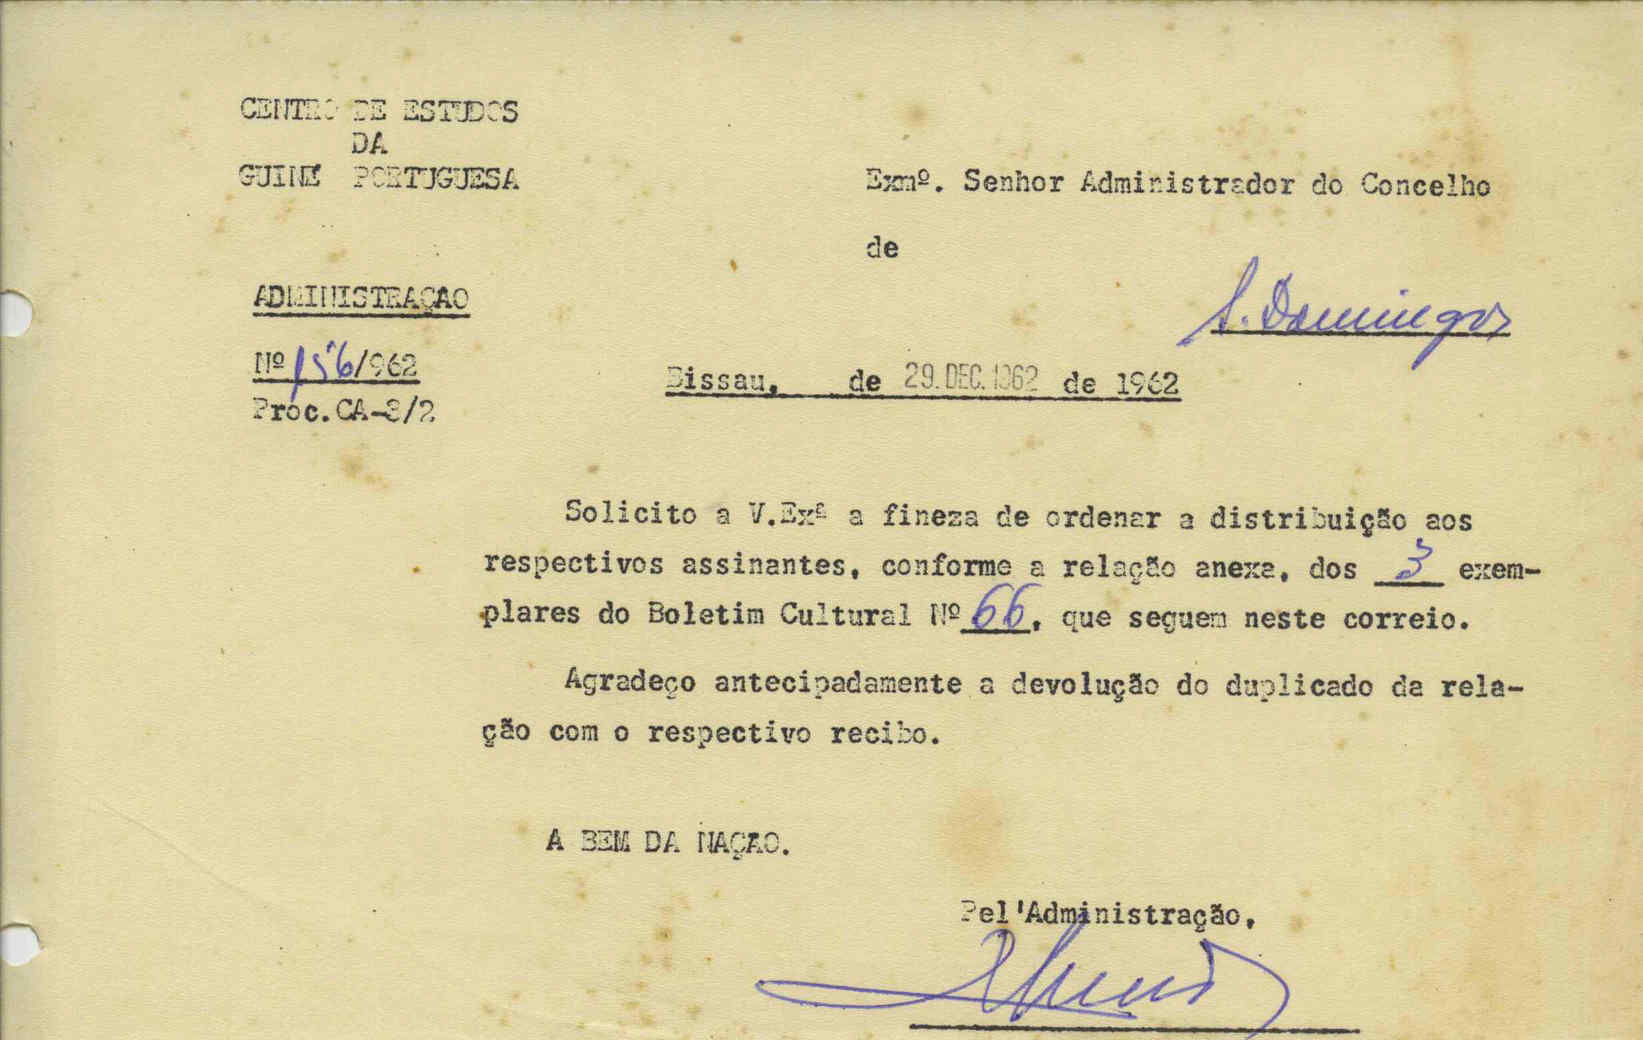 CENTRO DE ESTUDOS
DA
GUINÉ PORTUGUESA
Exmº. Senhor Administrador do Concelho
de
S. Domingos
ADMINISTRAÇAO
Nº 156/962
Proc. CA-3/2
Bissau, de 29. DEC. 1962 de 1962
Solicito a V.Exª a fineza de ordenar a distribuição aos
respectivos assinantes, conforme a relação anexa, dos 3 exem-
plares do Boletim Cultural Nº 66, que seguem neste correio.
Agradeço antecipadamente a devolução do duplicado da rela-
ção com o respectivo recibo.
A BEM DA NAÇAO.
Pel'Administração,